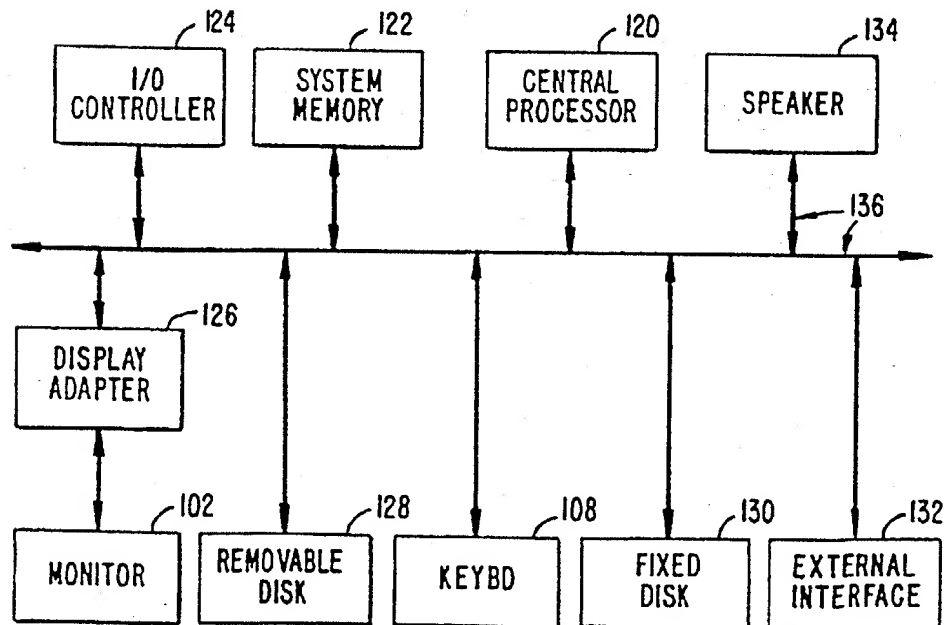 124
122
120
134
I/O
CONTROLLER
SYSTEM
MEMORY
CENTRAL
PROCESSOR
SPEAKER
136
126
DISPLAY
ADAPTER
102
128
108
130
132
MONITOR
REMOVABLE
DISK
KEYBD
FIXED
DISK
EXTERNAL
INTERFACE